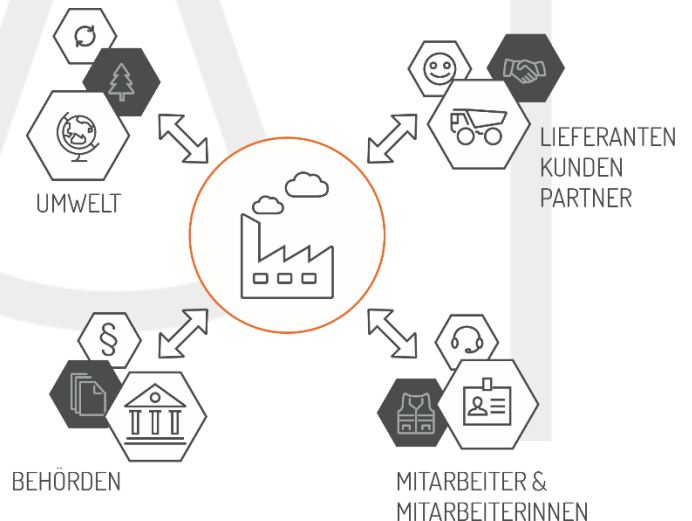 UMWELT
LIEFERANTEN
KUNDEN
PARTNER
§
BEHÖRDEN
MITARBEITER &
MITARBEITERINNEN